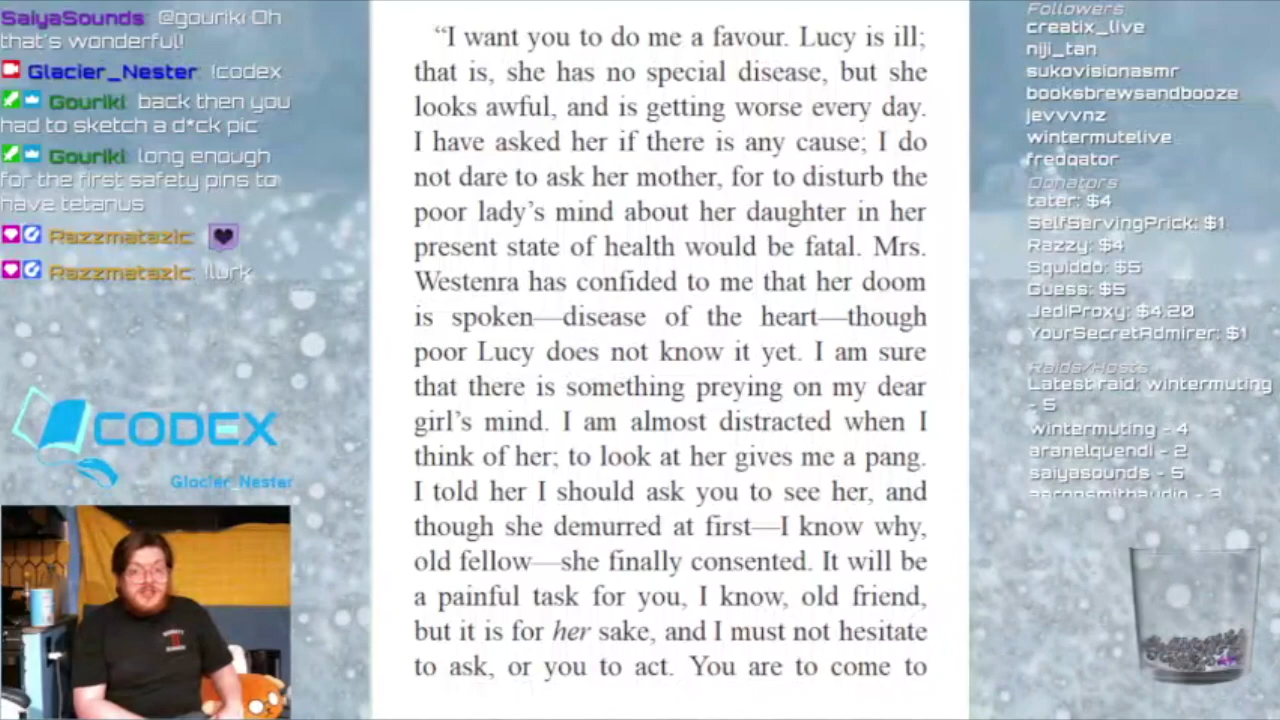 SaiyaSounds: @gouriki Oh
that's wonderful!
Glacier_Nester: !codex
Gouriki: back then you
had to sketch a d*ck pic
Gouriki: long enough
for the first safety pins to
have tetanus
Razzmatazic:
Razzmatazic: !lurk
CODEX
Glacier_Nester
“I want you to do me a favour. Lucy is ill;
that is, she has no special disease, but she
looks awful, and is getting worse every day.
I have asked her if there is any cause; I do
not dare to ask her mother, for to disturb the
poor lady’s mind about her daughter in her
present state of health would be fatal. Mrs.
Westenra has confided to me that her doom
is spoken—disease of the heart—though
poor Lucy does not know it yet. I am sure
that there is something preying on my dear
girl’s mind. I am almost distracted when I
think of her; to look at her gives me a pang.
I told her I should ask you to see her, and
though she demurred at first—I know why,
old fellow—she finally consented. It will be
a painful task for you, I know, old friend,
but it is for her sake, and I must not hesitate
to ask, or you to act. You are to come to
Followers
creatix_live
niji_tan
sukovisionasmr
booksbrewsandbooze
jevvvnz
wintermutelive
fredgator
Donators
tater: $4
SelfServingPrick: $1
Razzy: $4
Squiddo: $5
Guess: $5
JediProxy: $4.20
YourSecretAdmirer: $1
Raids/Hosts
Latest raid: wintermuting
- 5
wintermuting - 4
aranelquendi - 2
saiyasounds - 5